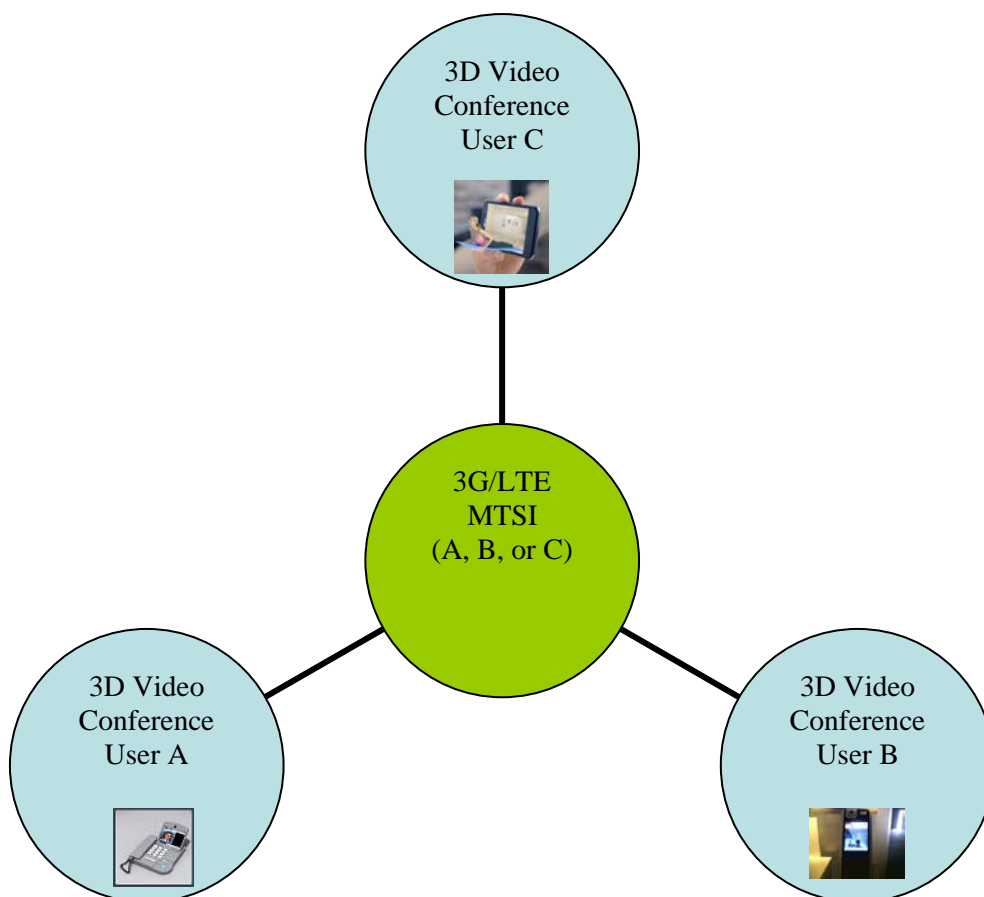 3D Video
Conference
User C
3G/LTE
MTSI
(A, B, or C)
3D Video
Conference
User A
3D Video
Conference
User B